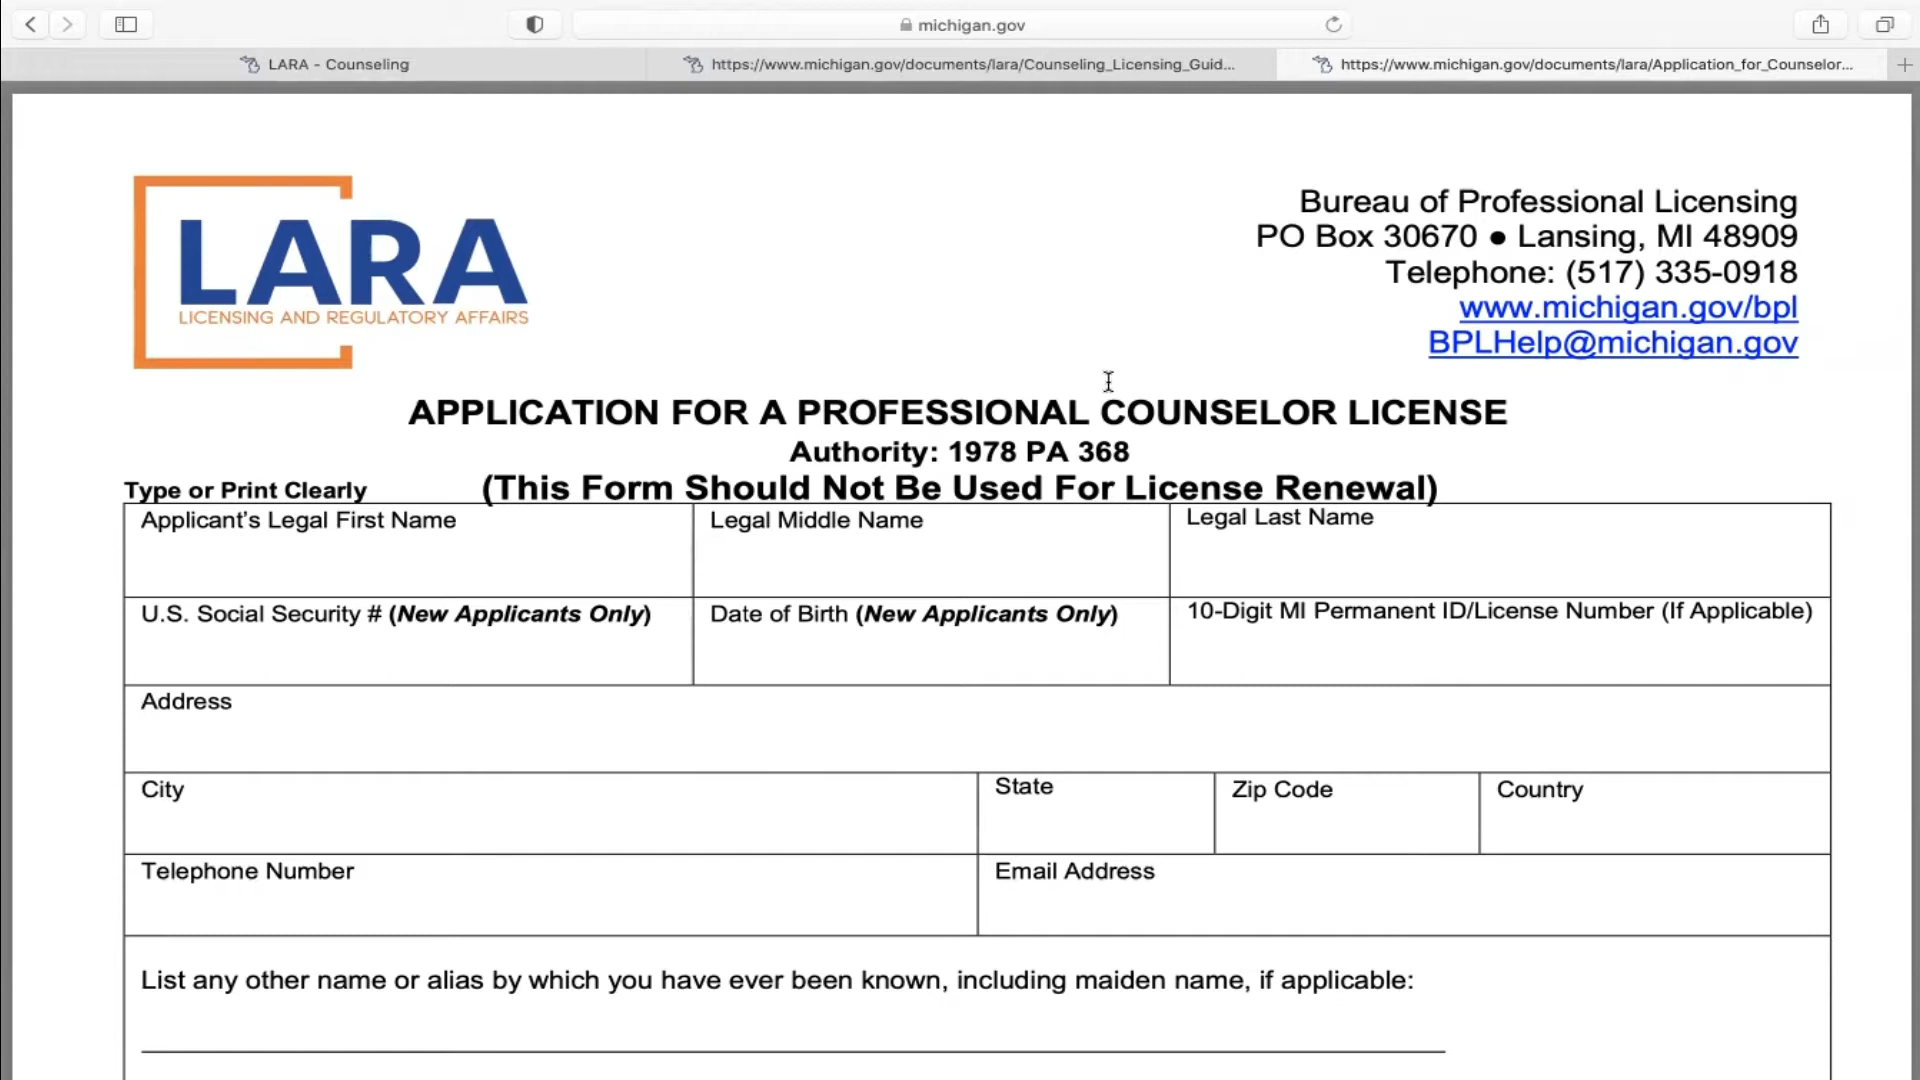 michigan.gov
LARA - Counseling
https://www.michigan.gov/documents/lara/Counseling_Licensing_Guid...
https://www.michigan.gov/documents/lara/Application_for_Counselor...
LARA
LICENSING AND REGULATORY AFFAIRS
Bureau of Professional Licensing
PO Box 30670 ● Lansing, MI 48909
Telephone: (517) 335-0918
www.michigan.gov/bpl
BPLHelp@michigan.gov
APPLICATION FOR A PROFESSIONAL COUNSELOR LICENSE
Authority: 1978 PA 368
Type or Print Clearly (This Form Should Not Be Used For License Renewal)
Applicant’s Legal First Name Legal Middle Name Legal Last Name
U.S. Social Security # (New Applicants Only) Date of Birth (New Applicants Only) 10-Digit MI Permanent ID/License Number (If Applicable)
Address
City State Zip Code Country
Telephone Number Email Address
List any other name or alias by which you have ever been known, including maiden name, if applicable: